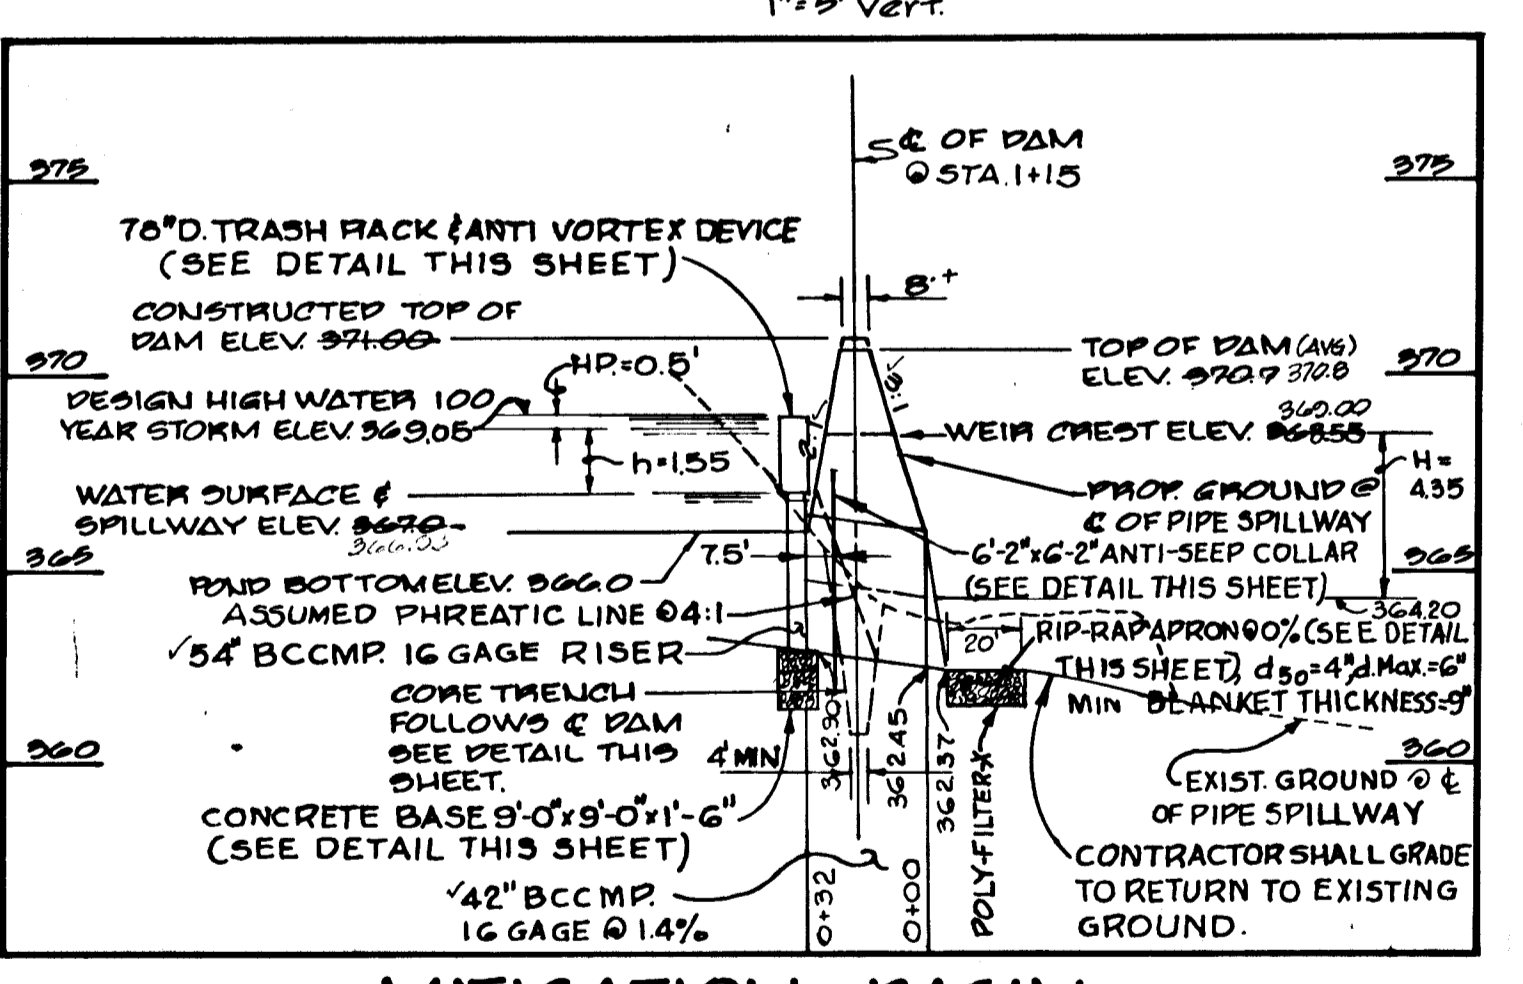 1"=5' Vert.
375
375
℄ OF DAM
@ STA. 1+15
78"D. TRASH RACK & ANTI VORTEX DEVICE
(SEE DETAIL THIS SHEET)
8'+
CONSTRUCTED TOP OF
DAM ELEV. 371.00
370
HP.=0.5'
TOP OF DAM (AVG)
ELEV. 370.7 370.8
370
3:1
2:1
DESIGN HIGH WATER 100
YEAR STORM ELEV. 369.05
369.00
WEIR CREST ELEV. 368.55
h=1.55
H=
4.35
WATER SURFACE &
SPILLWAY ELEV. 367.0
366.03
PROP. GROUND @
℄ OF PIPE SPILLWAY
7.5'
6'-2"x6'-2" ANTI-SEEP COLLAR
(SEE DETAIL THIS SHEET)
365
365
POND BOTTOM ELEV. 366.0
ASSUMED PHREATIC LINE @ 4:1
364.20
✓54" BCCMP. 16 GAGE RISER
20'
RIP-RAP APRON @ 0% (SEE DETAIL
THIS SHEET), d50=4", d.Max.=6"
MIN BLANKET THICKNESS=9"
CORE TRENCH
FOLLOWS ℄ DAM
SEE DETAIL THIS
SHEET.
4' MIN
362.90
362.45
362.37
360
360
EXIST. GROUND @ ℄
OF PIPE SPILLWAY
CONCRETE BASE 9'-0"x9'-0"x1'-6"
(SEE DETAIL THIS SHEET)
POLY-FILTER-X
CONTRACTOR SHALL GRADE
TO RETURN TO EXISTING
GROUND.
✓42" BCCMP.
16 GAGE @ 1.4%
0+32
0+00